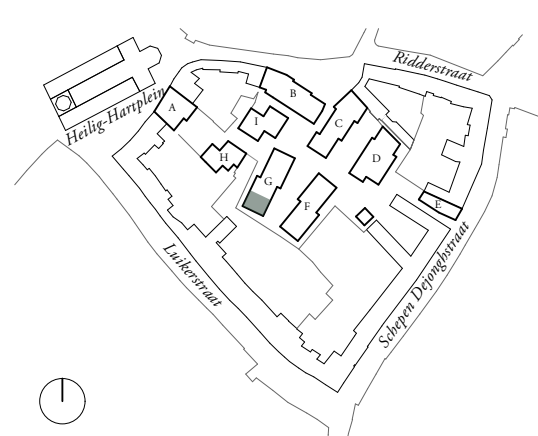 Ridderstraat
Heilig-Hartplein
A
B
I
C
H
D
G
F
E
Luikerstraat
Schepen Dejonghstraat